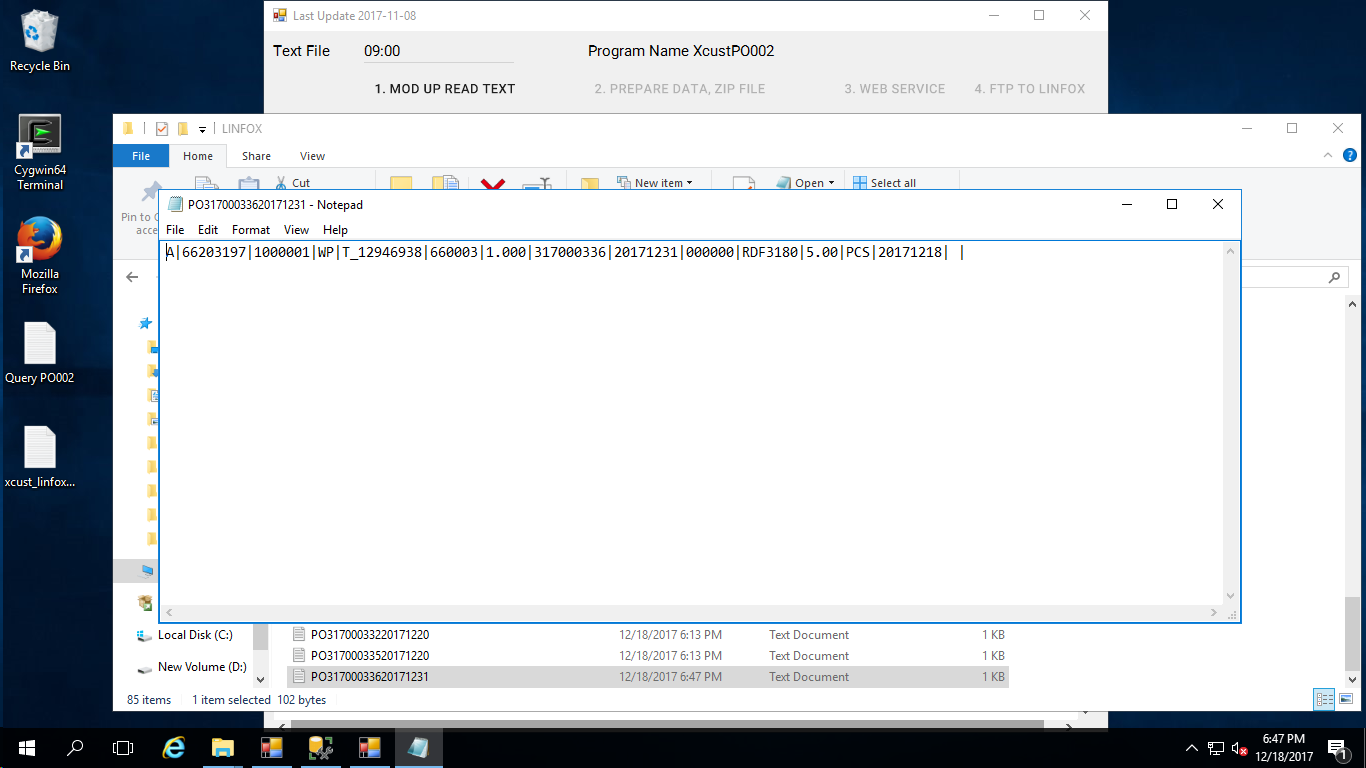 Recycle Bin
Cygwin64
Terminal
Mozilla
Firefox
Query PO002
xcust_linfox...
Last Update 2017-11-08
Text File 09:00 Program Name XcustPO002
1. MOD UP READ TEXT 2. PREPARE DATA, ZIP FILE 3. WEB SERVICE 4. FTP TO LINFOX
LINFOX
File Home Share View
Cut New item Open Select all
Pin to
acce
PO31700033620171231 - Notepad
File Edit Format View Help
A|66203197|1000001|WP|T_12946938|660003|1.000|317000336|20171231|000000|RDF3180|5.00|PCS|20171218| |
Local Disk (C:)
New Volume (D:)
PO31700033220171220 12/18/2017 6:13 PM Text Document 1 KB
PO31700033520171220 12/18/2017 6:13 PM Text Document 1 KB
PO31700033620171231 12/18/2017 6:47 PM Text Document 1 KB
85 items 1 item selected 102 bytes
6:47 PM
12/18/2017
1